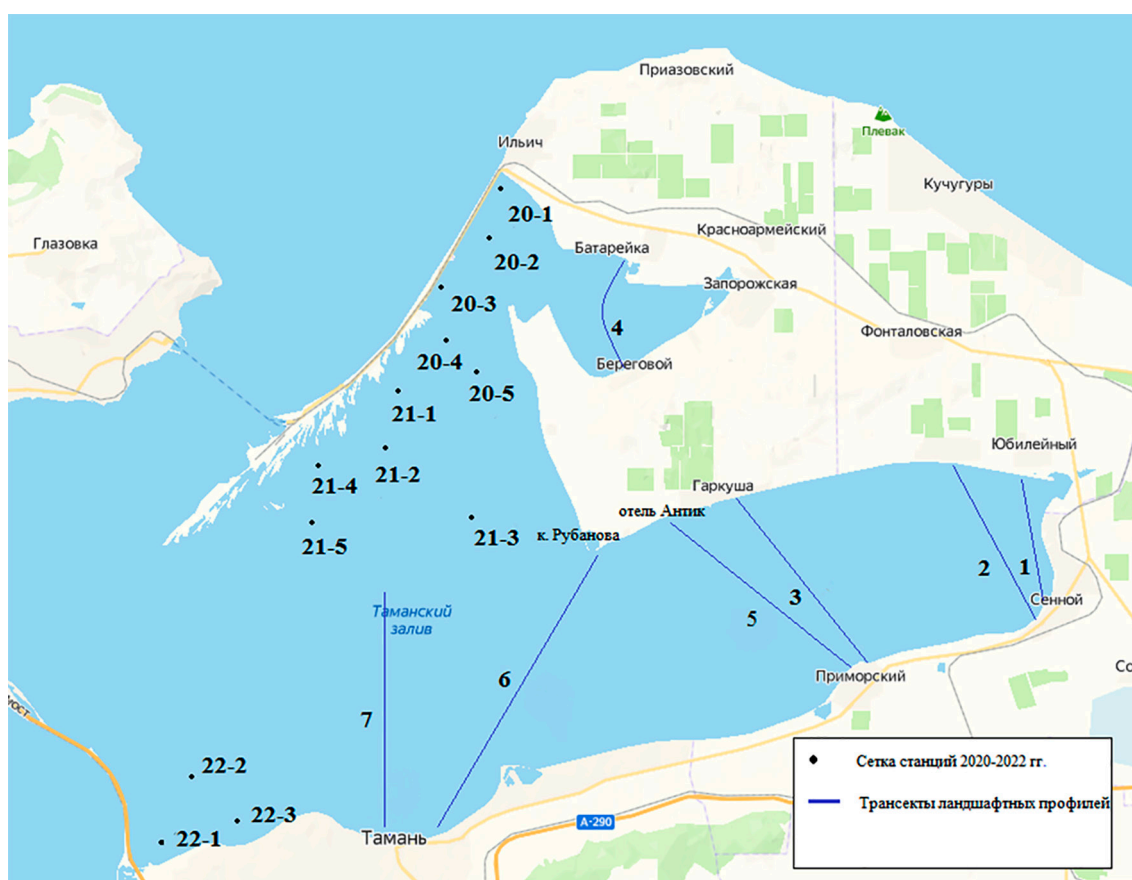 Приазовский
Плевак
Ильич
Кучугуры
20-1
Красноармейский
Глазовка
20-2
Батарейка
Запорожская
20-3
4
Фонталовская
20-4
Береговой
20-5
21-1
Юбилейный
21-2
21-4
Гаркуша
отель Антик
21-3
к. Рубанова
21-5
2
1
Сенной
3
Таманский
залив
5
Со
6
Приморский
мост
7
22-2
Сетка станций 2020-2022 гг.
Трансекты ландшафтных профилей
22-3
А-290
22-1
Тамань